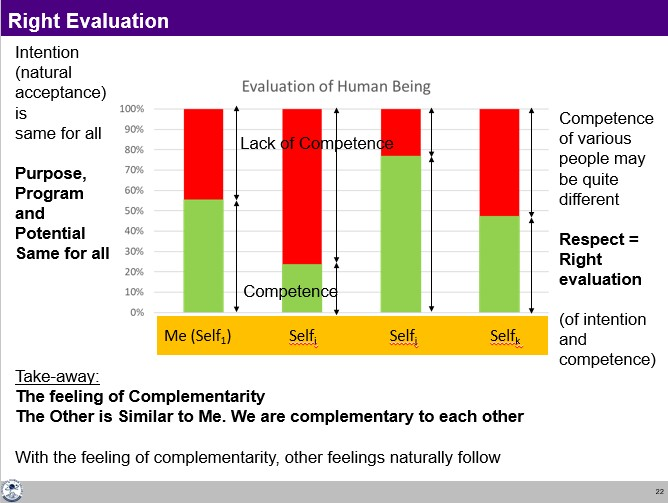 Right Evaluation
Intention
(natural
acceptance)
is
same for all
Purpose,
Program
and
Potential
Same for all
Evaluation of Human Being
100%
90%
80%
70%
60%
50%
40%
30%
20%
10%
0%
Lack of Competence
Competence
Me (Self₁)
Selfᵢ
Selfⱼ
Selfₖ
Competence
of various
people may
be quite
different
Respect =
Right
evaluation
(of intention
and
competence)
Take-away:
The feeling of Complementarity
The Other is Similar to Me. We are complementary to each other
With the feeling of complementarity, other feelings naturally follow
22